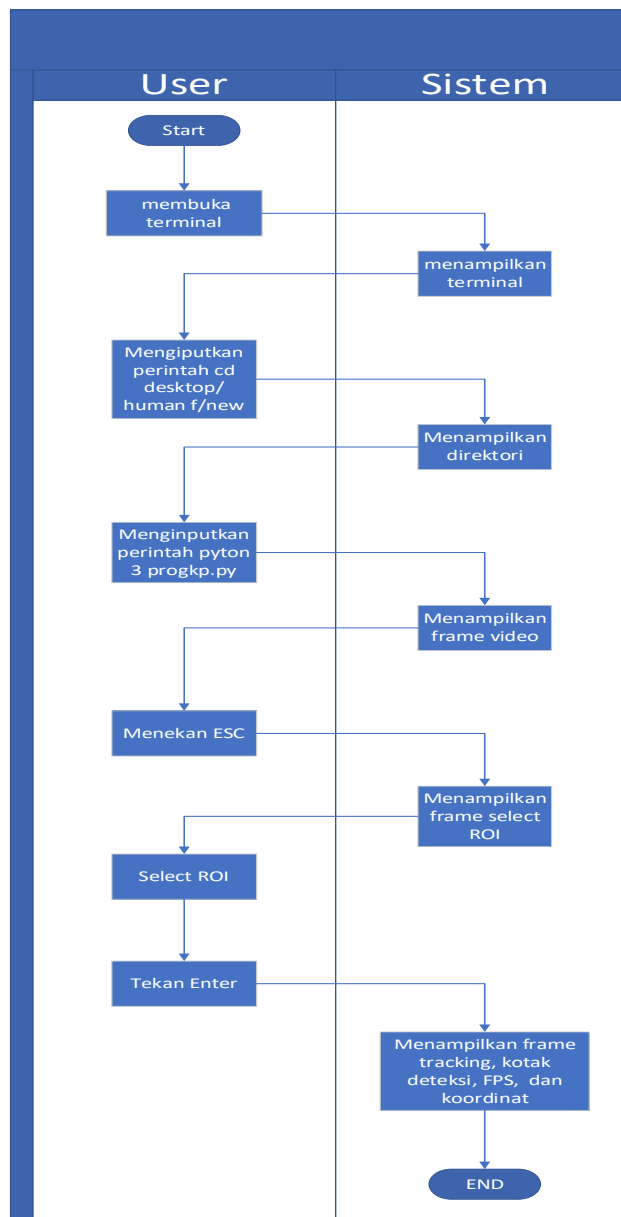 User
Sistem
Start
membuka
terminal
menampilkan
terminal
Mengiputkan
perintah cd
desktop/
human f/new
Menampilkan
direktori
Menginputkan
perintah pyton
3 progkp.py
Menampilkan
frame video
Menekan ESC
Menampilkan
frame select
ROI
Select ROI
Tekan Enter
Menampilkan frame
tracking, kotak
deteksi, FPS, dan
koordinat
END